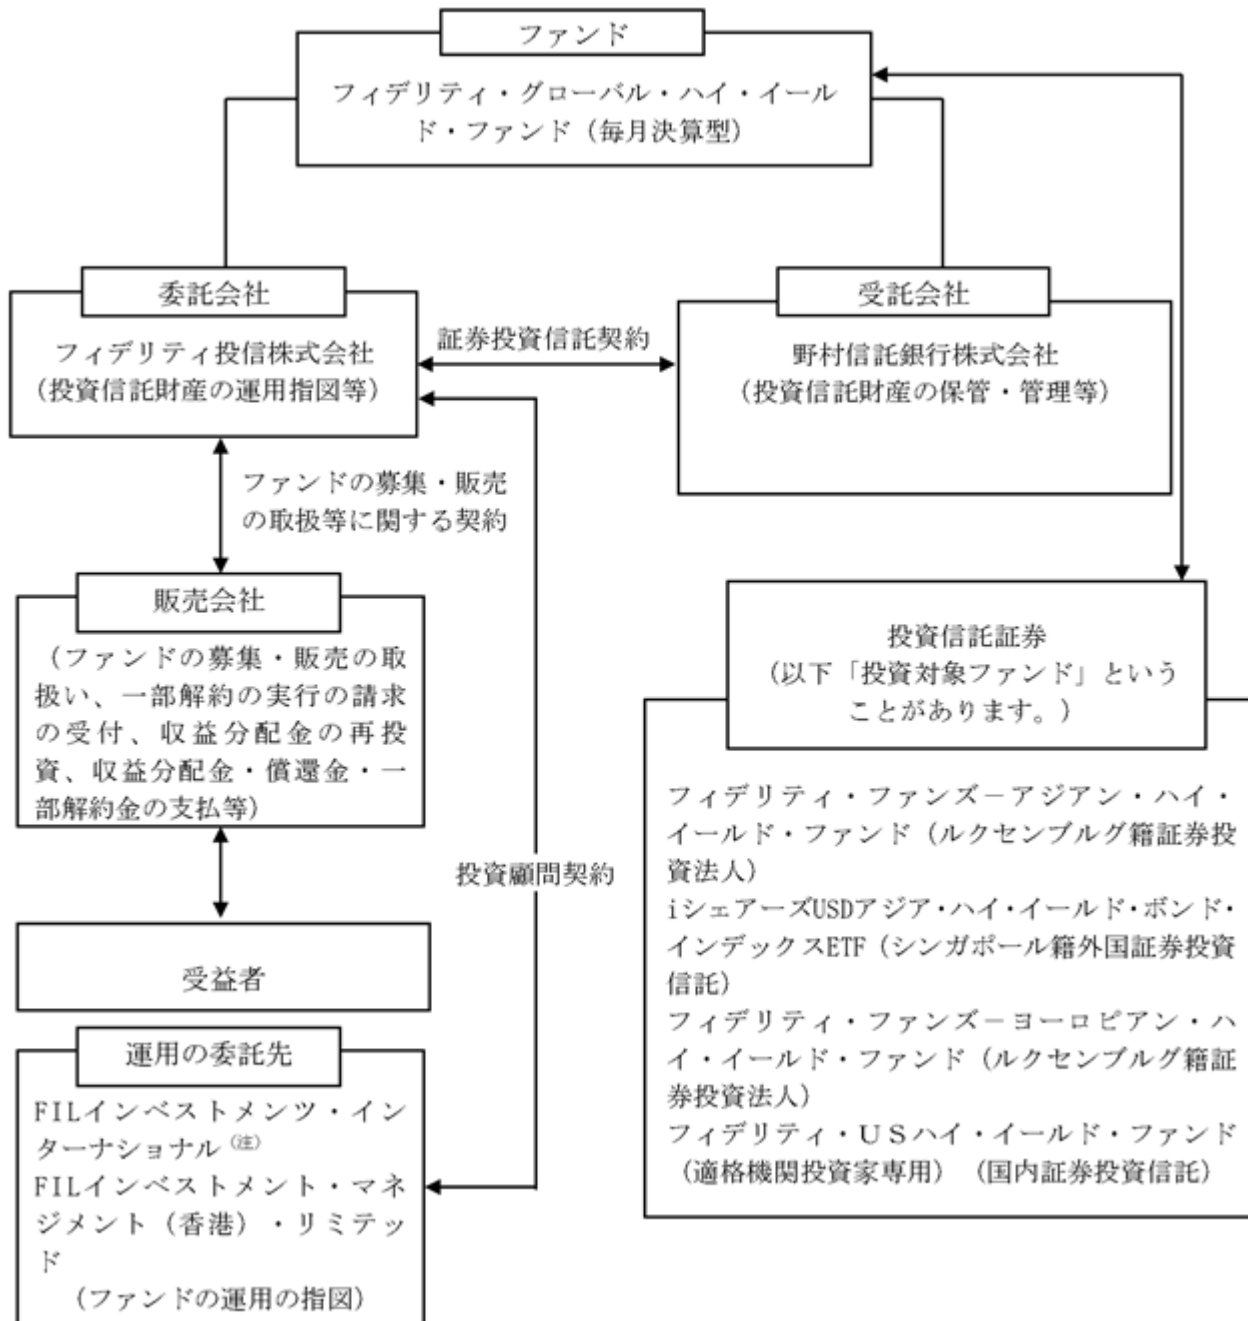 ファンド
フィデリティ・グローバル・ハイ・イール
ド・ファンド（毎月決算型）
委託会社
フィデリティ投信株式会社
（投資信託財産の運用指図等）
証券投資信託契約
受託会社
野村信託銀行株式会社
（投資信託財産の保管・管理等）
ファンドの募集・販売
の取扱等に関する契約
販売会社
（ファンドの募集・販売の取
扱い、一部解約の実行の請求
の受付、収益分配金の再投
資、収益分配金・償還金・一
部解約金の支払等）
投資顧問契約
受益者
運用の委託先
FILインベストメンツ・イン
ターナショナル（注）
FILインベストメント・マネ
ジメント（香港）・リミテッ
ド
（ファンドの運用の指図）
投資信託証券
（以下「投資対象ファンド」という
ことがあります。）
フィデリティ・ファンズ－アジアン・ハイ・
イールド・ファンド（ルクセンブルグ籍証券投
資法人）
iシェアーズUSDアジア・ハイ・イールド・ボンド・
インデックスETF（シンガポール籍外国証券投資
信託）
フィデリティ・ファンズ－ヨーロピアン・ハ
イ・イールド・ファンド（ルクセンブルグ籍証
券投資法人）
フィデリティ・ＵＳハイ・イールド・ファンド
（適格機関投資家専用）（国内証券投資信託）